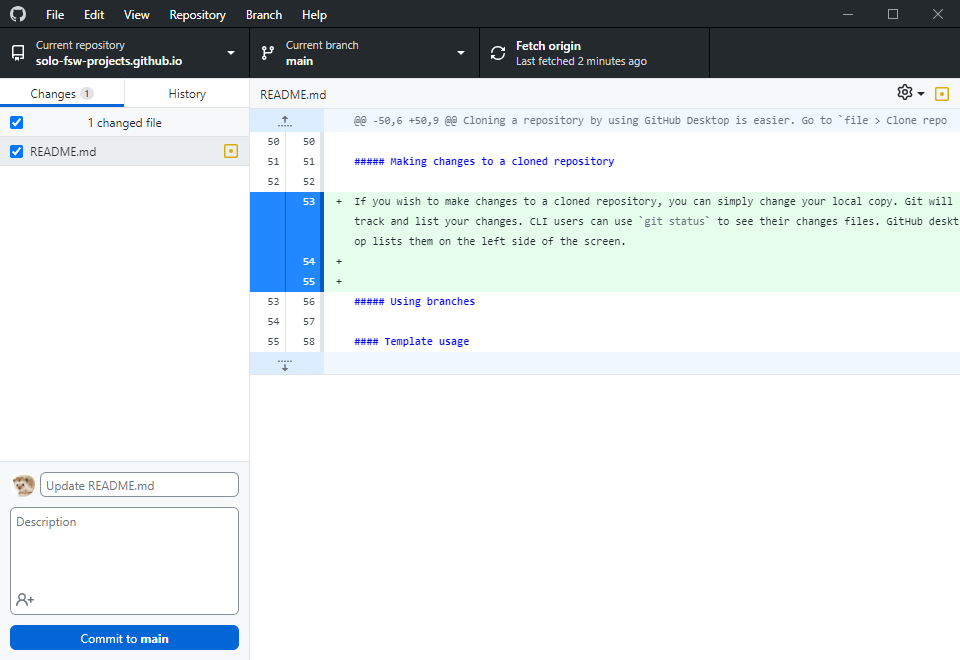 File Edit View Repository Branch Help
Current repository
solo-fsw-projects.github.io
Current branch
main
Fetch origin
Last fetched 2 minutes ago
Changes 1 History
1 changed file
README.md
README.md
@@ -50,6 +50,9 @@ Cloning a repository by using GitHub Desktop is easier. Go to `file > Clone repo
50 50
51 51 ##### Making changes to a cloned repository
52 52
53 + If you wish to make changes to a cloned repository, you can simply change your local copy. Git will
track and list your changes. CLI users can use `git status` to see their changes files. GitHub deskt
op lists them on the left side of the screen.
54 +
55 +
53 56 ##### Using branches
54 57
55 58 #### Template usage
Update README.md
Description
Commit to main